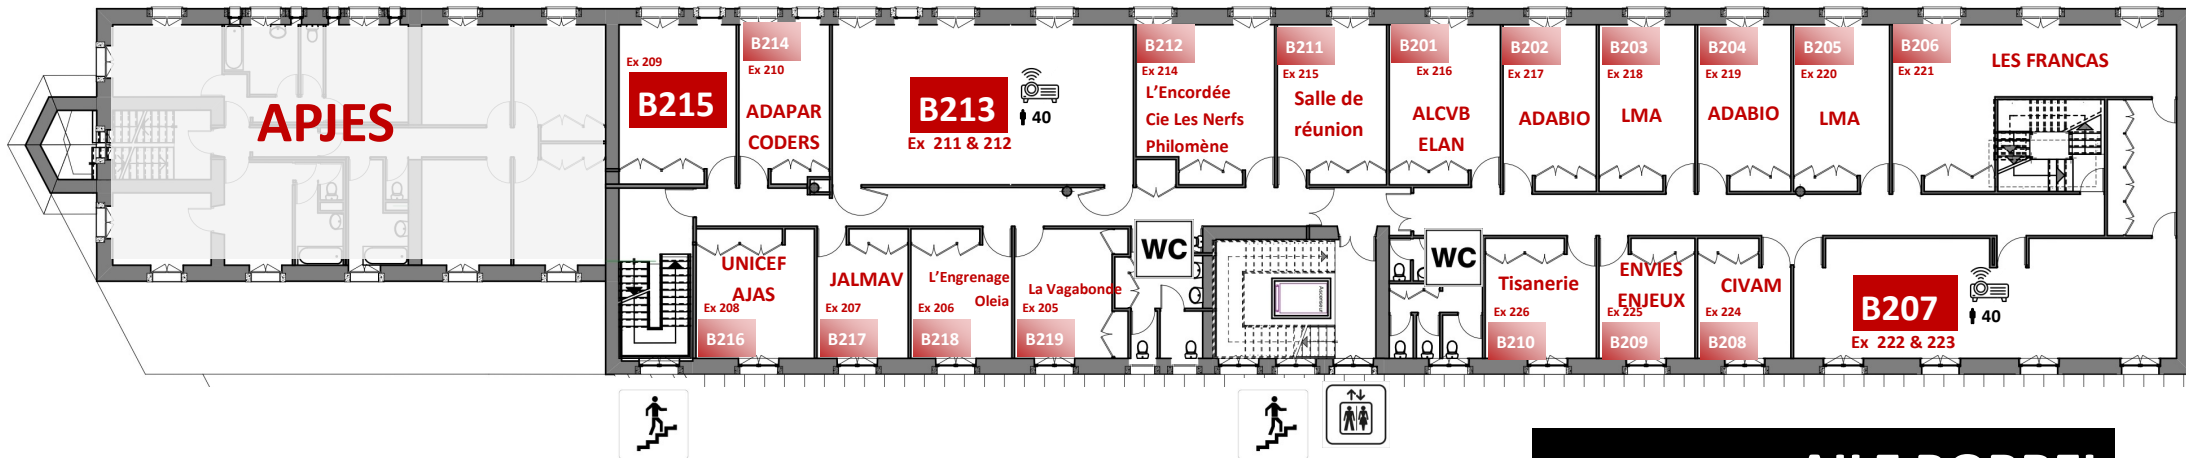 APJES
Ex 209
B215
B214
Ex 210
ADAPAR
CODERS
B213
40
Ex 211 & 212
B212
Ex 214
L'Encordée
Cie Les Nerfs
Philomène
B211
Ex 215
Salle de
réunion
B201
Ex 216
ALCVB
ELAN
B202
Ex 217
ADABIO
B203
Ex 218
LMA
B204
Ex 219
ADABIO
B205
Ex 220
LMA
B206
Ex 221
LES FRANCAS
UNICEF
AJAS
Ex 208
B216
JALMAV
Ex 207
B217
L'Engrenage
Oleia
Ex 206
B218
La Vagabonde
Ex 205
B219
WC
Ascenseur
WC
Tisanerie
Ex 226
B210
ENVIES
ENJEUX
Ex 225
B209
CIVAM
Ex 224
B208
B207
40
Ex 222 & 223